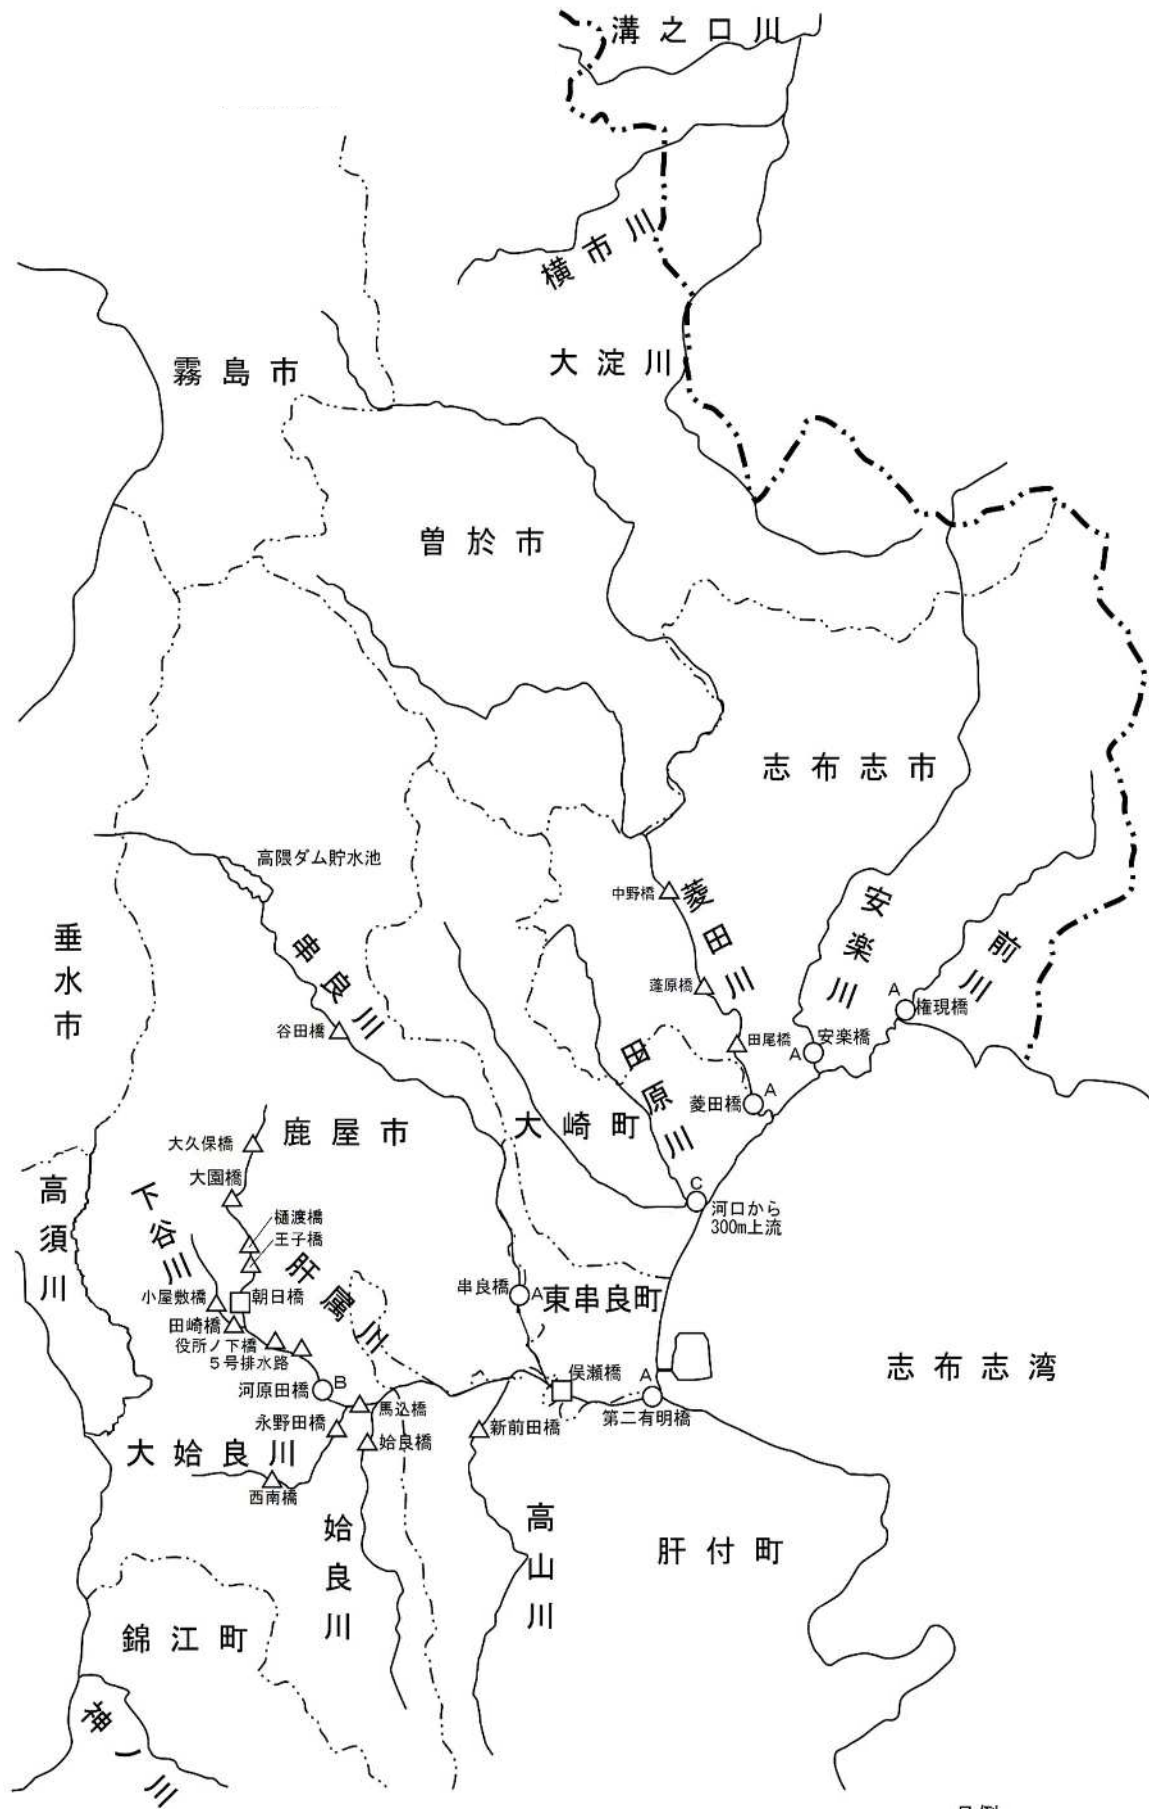 溝之口川
横市川
大淀川
霧島市
曽於市
志布志市
高隈ダム貯水池
中野橋
菱田川
安楽川
前川
垂水市
串良川
蓬原橋
A
権現橋
谷田橋
田尾橋
安楽橋
A
田原川
菱田橋
A
大崎町
鹿屋市
大久保橋
大園橋
高須川
下谷川
C
河口から
300m上流
樋渡橋
王子橋
肝属川
串良橋
A
東串良町
小屋敷橋
朝日橋
田崎橋
役所ノ下橋
5号排水路
俣瀬橋
志布志湾
河原田橋
B
A
第二有明橋
馬込橋
永野田橋
姶良橋
新前田橋
大姶良川
西南橋
姶良川
高山川
肝付町
錦江町
神ノ川